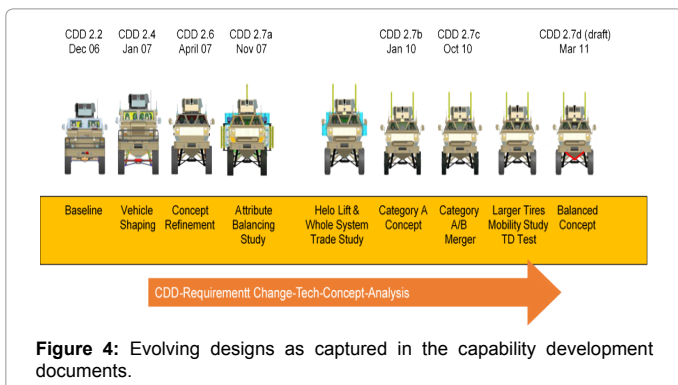 CDD 2.2
Dec 06
CDD 2.4
Jan 07
CDD 2.6
April 07
CDD 2.7a
Nov 07
CDD 2.7b
Jan 10
CDD 2.7c
Oct 10
CDD 2.7d (draft)
Mar 11
Baseline
Vehicle
Shaping
Concept
Refinement
Attribute
Balancing
Study
Helo Lift &
Whole System
Trade Study
Category A
Concept
Category
A/B
Merger
Larger Tires
Mobility Study
TD Test
Balanced
Concept
CDD-Requirementt Change-Tech-Concept-Analysis
Figure 4: Evolving designs as captured in the capability development
documents.